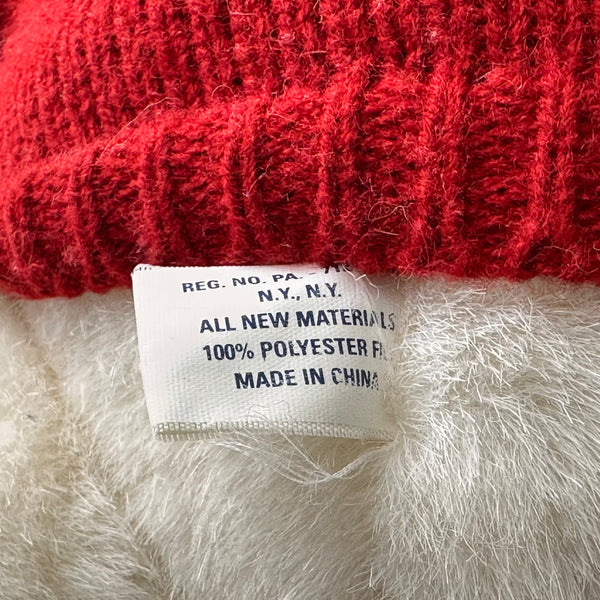 REG. NO. PA. -
N.Y., N.Y.
ALL NEW MATERIALS
100% POLYESTER
MADE IN CHINA